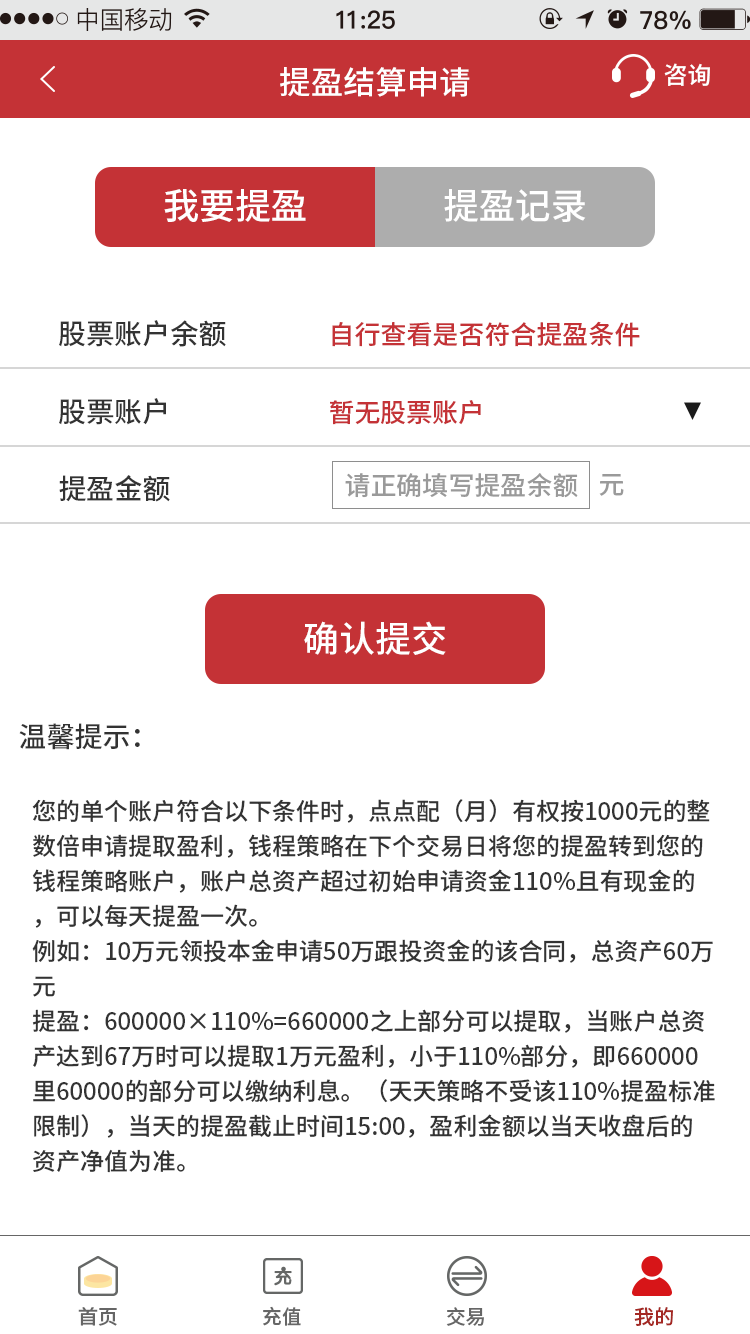 中国移动 11:25 78%
提盈结算申请 咨询
我要提盈 提盈记录
股票账户余额 自行查看是否符合提盈条件
股票账户 暂无股票账户 ▼
提盈金额 请正确填写提盈余额 元
确认提交
温馨提示：
您的单个账户符合以下条件时，点点配（月）有权按1000元的整
数倍申请提取盈利，钱程策略在下个交易日将您的提盈转到您的
钱程策略账户，账户总资产超过初始申请资金110%且有现金的
，可以每天提盈一次。
例如：10万元领投本金申请50万跟投资金的该合同，总资产60万
元
提盈：600000×110%=660000之上部分可以提取，当账户总资
产达到67万时可以提取1万元盈利，小于110%部分，即660000
里60000的部分可以缴纳利息。（天天策略不受该110%提盈标准
限制），当天的提盈截止时间15:00，盈利金额以当天收盘后的
资产净值为准。
充
首页 充值 交易 我的